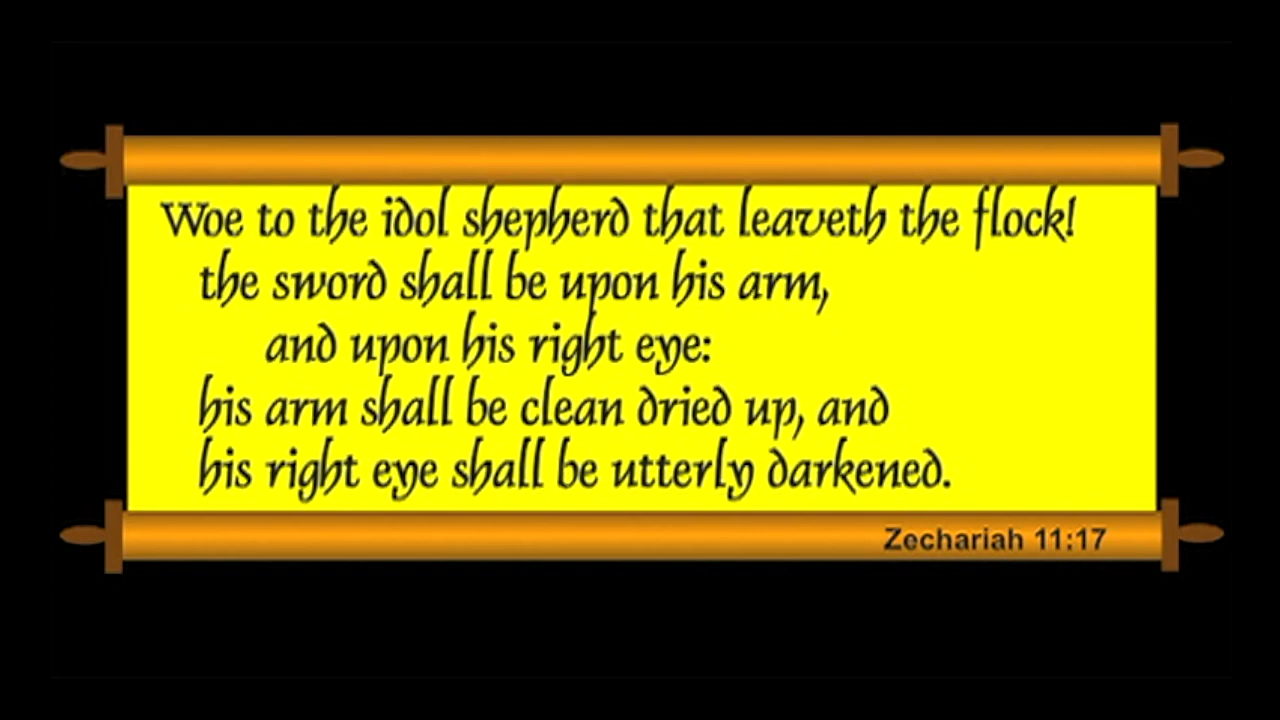 Woe to the idol shepherd that leaveth the flock!
the sword shall be upon his arm,
and upon his right eye:
his arm shall be clean dried up, and
his right eye shall be utterly darkened.
Zechariah 11:17